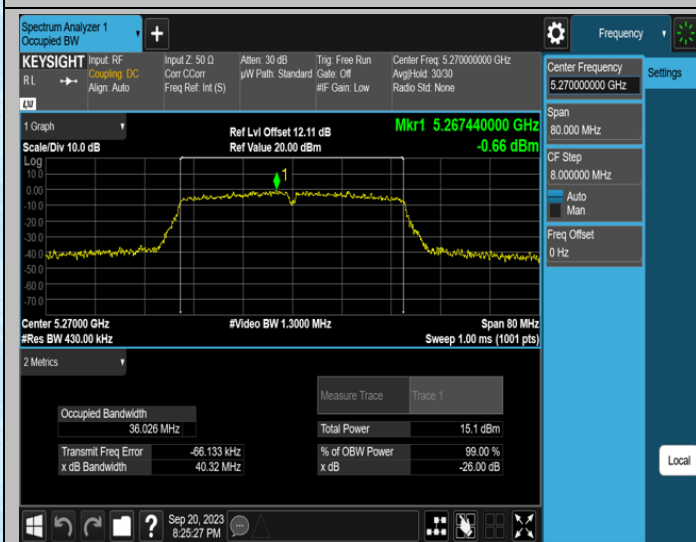 Spectrum Analyzer 1
Occupied BW
+
Frequency
KEYSIGHT
R L
LXI
Input: RF
Coupling: DC
Align: Auto
Input Z: 50 Ω
Corr CCorr
Freq Ref: Int (S)
Atten: 30 dB
µW Path: Standard
Trig: Free Run
Gate: Off
#IF Gain: Low
Center Freq: 5.270000000 GHz
Avg|Hold: 30/30
Radio Std: None
Center Frequency
5.270000000 GHz
Settings
Span
80.000 MHz
CF Step
8.000000 MHz
Auto
Man
Freq Offset
0 Hz
Local
1 Graph
Scale/Div 10.0 dB
Ref Lvl Offset 12.11 dB
Ref Value 20.00 dBm
Mkr1 5.267440000 GHz
-0.66 dBm
Log
10.0
0.00
-10.0
-20.0
-30.0
-40.0
-50.0
-60.0
-70.0
1
Center 5.27000 GHz
#Video BW 1.3000 MHz
Span 80 MHz
#Res BW 430.00 kHz
Sweep 1.00 ms (1001 pts)
2 Metrics
Measure Trace
Trace 1
Occupied Bandwidth
36.026 MHz
Total Power
15.1 dBm
Transmit Freq Error
-66.133 kHz
% of OBW Power
99.00 %
x dB Bandwidth
40.32 MHz
x dB
-26.00 dB
?
Sep 20, 2023
8:25:27 PM